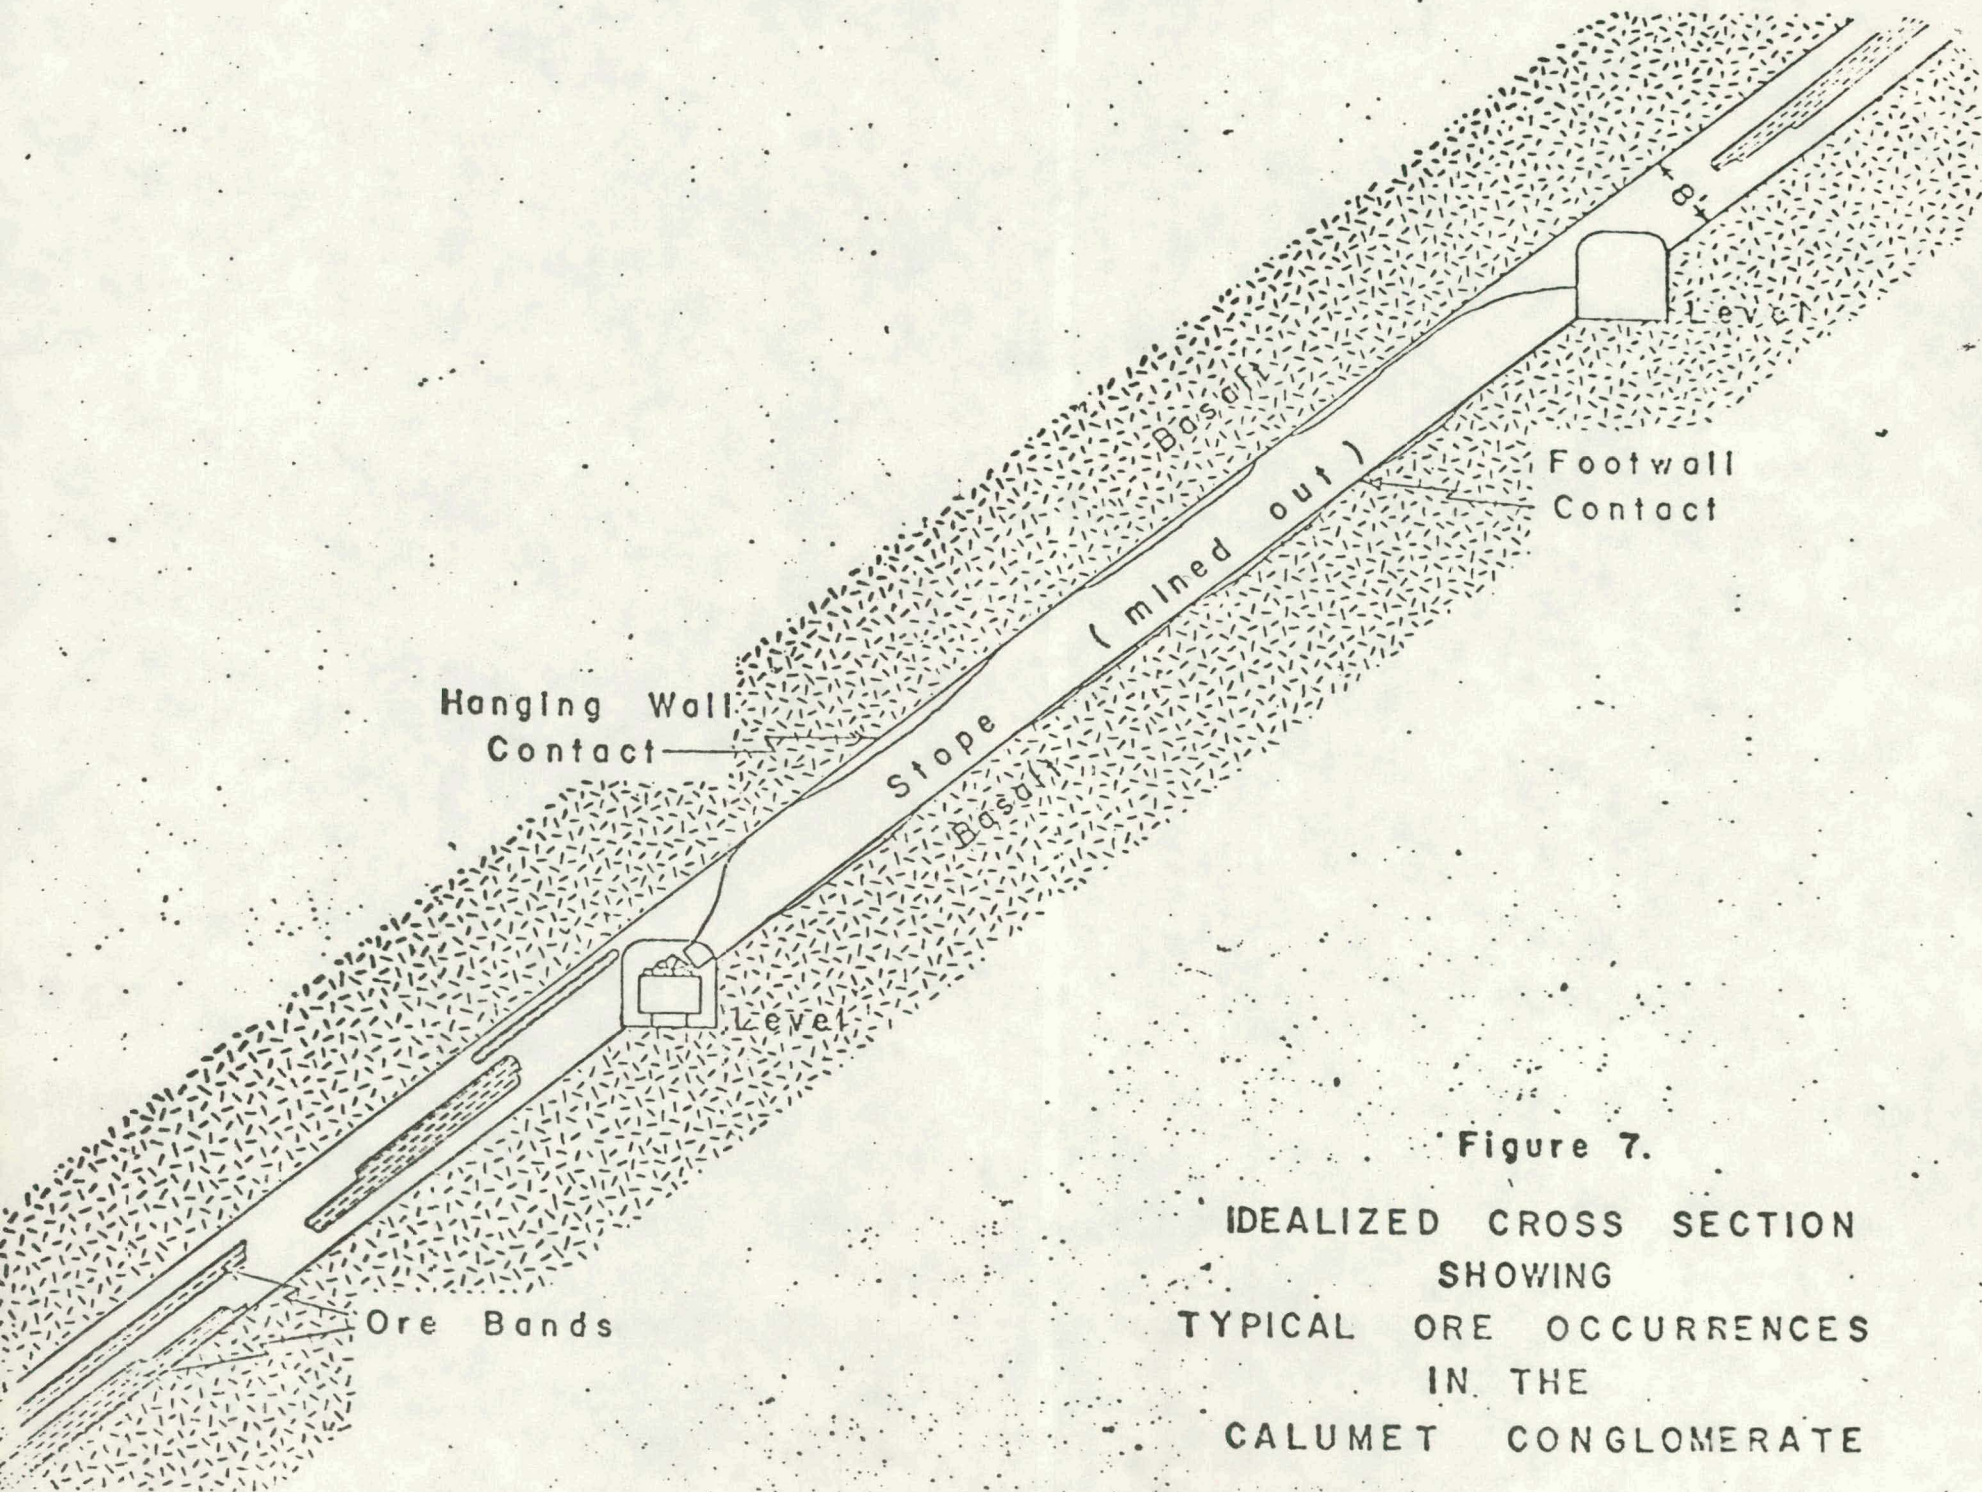 8'
Level
Basalt
Footwall
Contact
Stope (mined out)
Hanging Wall
Contact
Basalt
Level
Ore Bands
Figure 7.
IDEALIZED CROSS SECTION
SHOWING
TYPICAL ORE OCCURRENCES
IN THE
CALUMET CONGLOMERATE